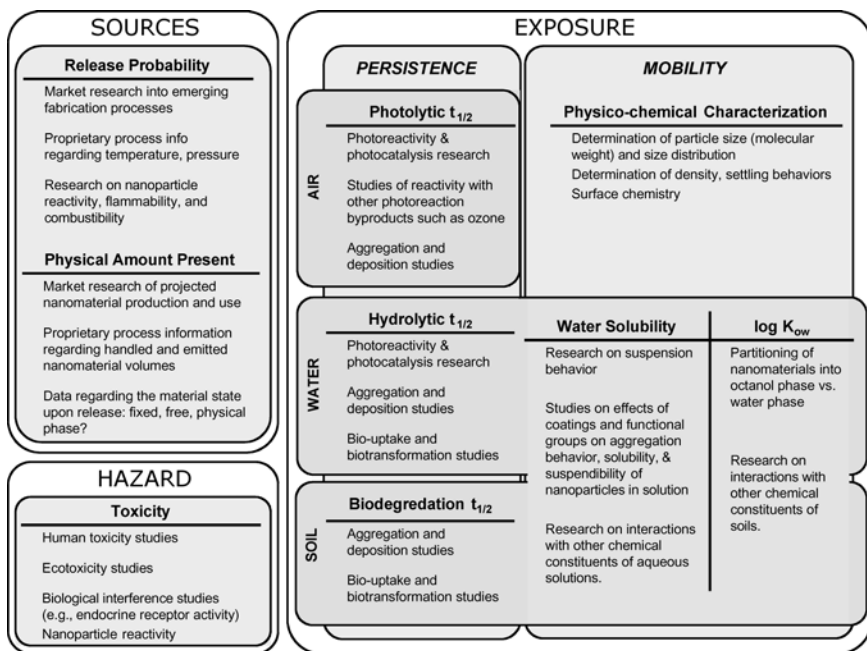 SOURCES
Release Probability
Market research into emerging
fabrication processes
Proprietary process info
regarding temperature, pressure
Research on nanoparticle
reactivity, flammability, and
combustibility
Physical Amount Present
Market research of projected
nanomaterial production and use
Proprietary process information
regarding handled and emitted
nanomaterial volumes
Data regarding the material state
upon release: fixed, free, physical
phase?
HAZARD
Toxicity
Human toxicity studies
Ecotoxicity studies
Biological interference studies
(e.g., endocrine receptor activity)
Nanoparticle reactivity
EXPOSURE
PERSISTENCE
MOBILITY
AIR
Photolytic t1/2
Photoreactivity &
photocatalysis research
Studies of reactivity with
other photoreaction
byproducts such as ozone
Aggregation and
deposition studies
Physico-chemical Characterization
Determination of particle size (molecular
weight) and size distribution
Determination of density, settling behaviors
Surface chemistry
WATER
Hydrolytic t1/2
Photoreactivity &
photocatalysis research
Aggregation and
deposition studies
Bio-uptake and
biotransformation studies
SOIL
Biodegredation t1/2
Aggregation and
deposition studies
Bio-uptake and
biotransformation studies
Water Solubility
Research on suspension
behavior
Studies on effects of
coatings and functional
groups on aggregation
behavior, solubility, &
suspendibility of
nanoparticles in solution
Research on interactions
with other chemical
constituents of aqueous
solutions.
log Kow
Partitioning of
nanomaterials into
octanol phase vs.
water phase
Research on
interactions with
other chemical
constituents of
soils.